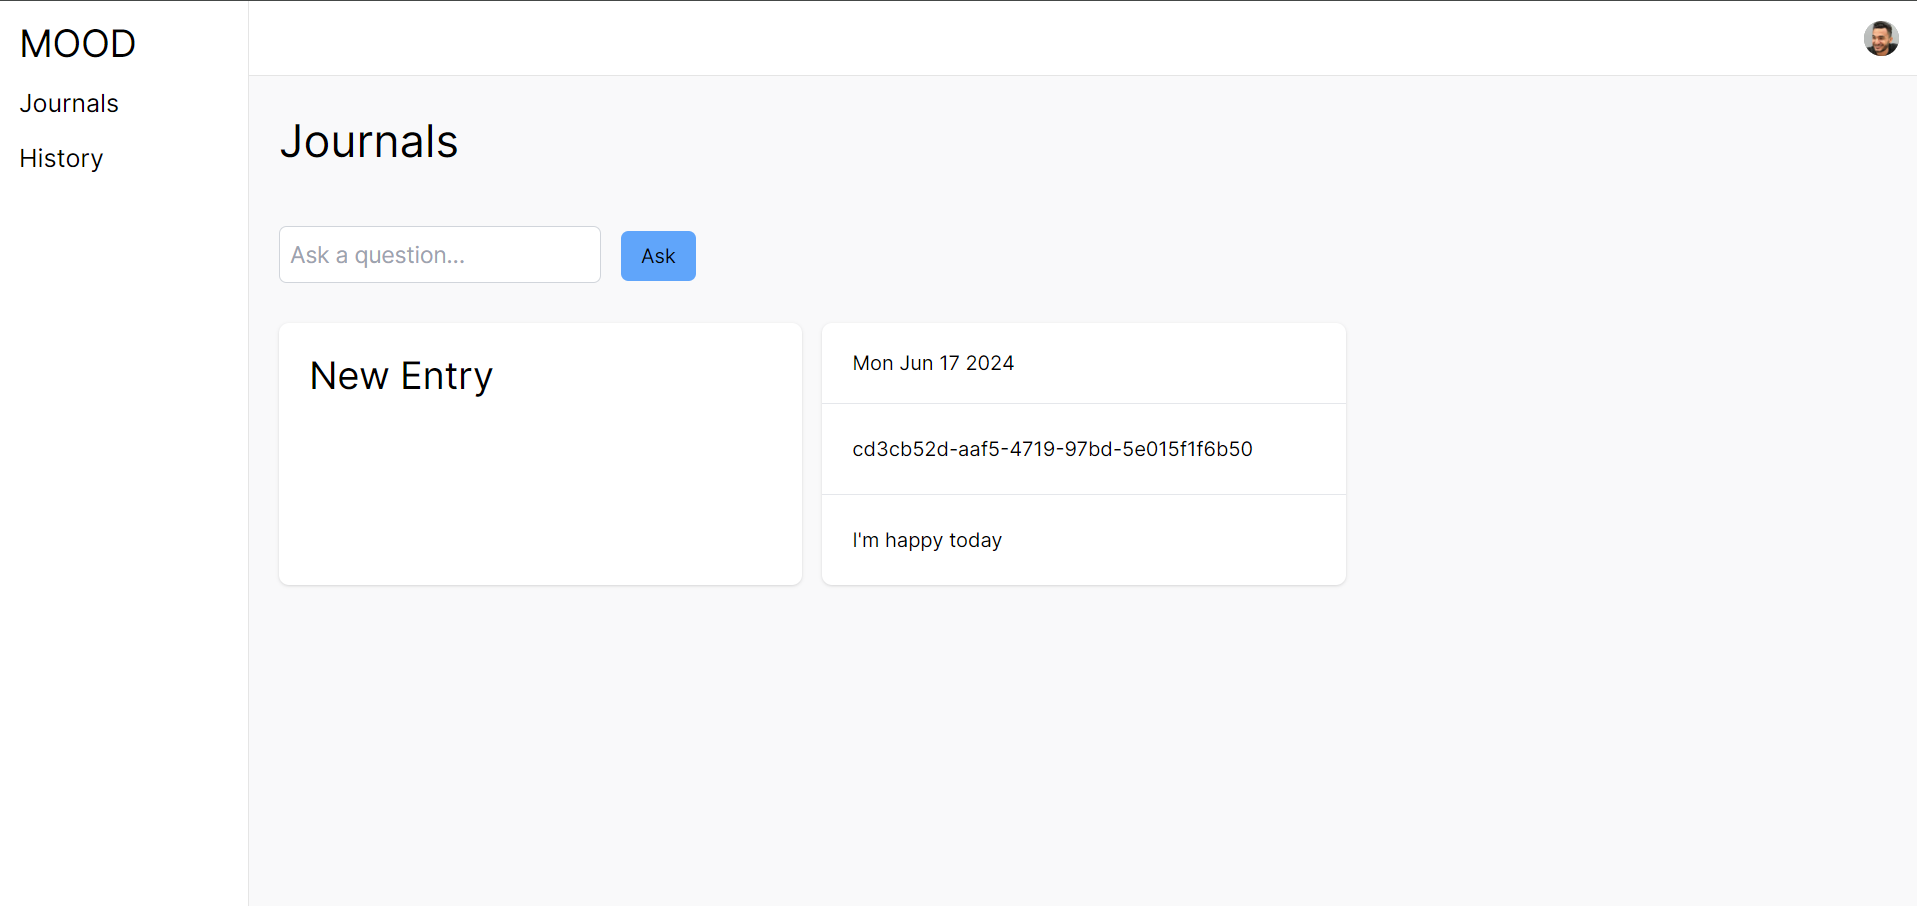 MOOD
Journals
History
Journals
Ask a question...
Ask
New Entry
Mon Jun 17 2024
cd3cb52d-aaf5-4719-97bd-5e015f1f6b50
I'm happy today